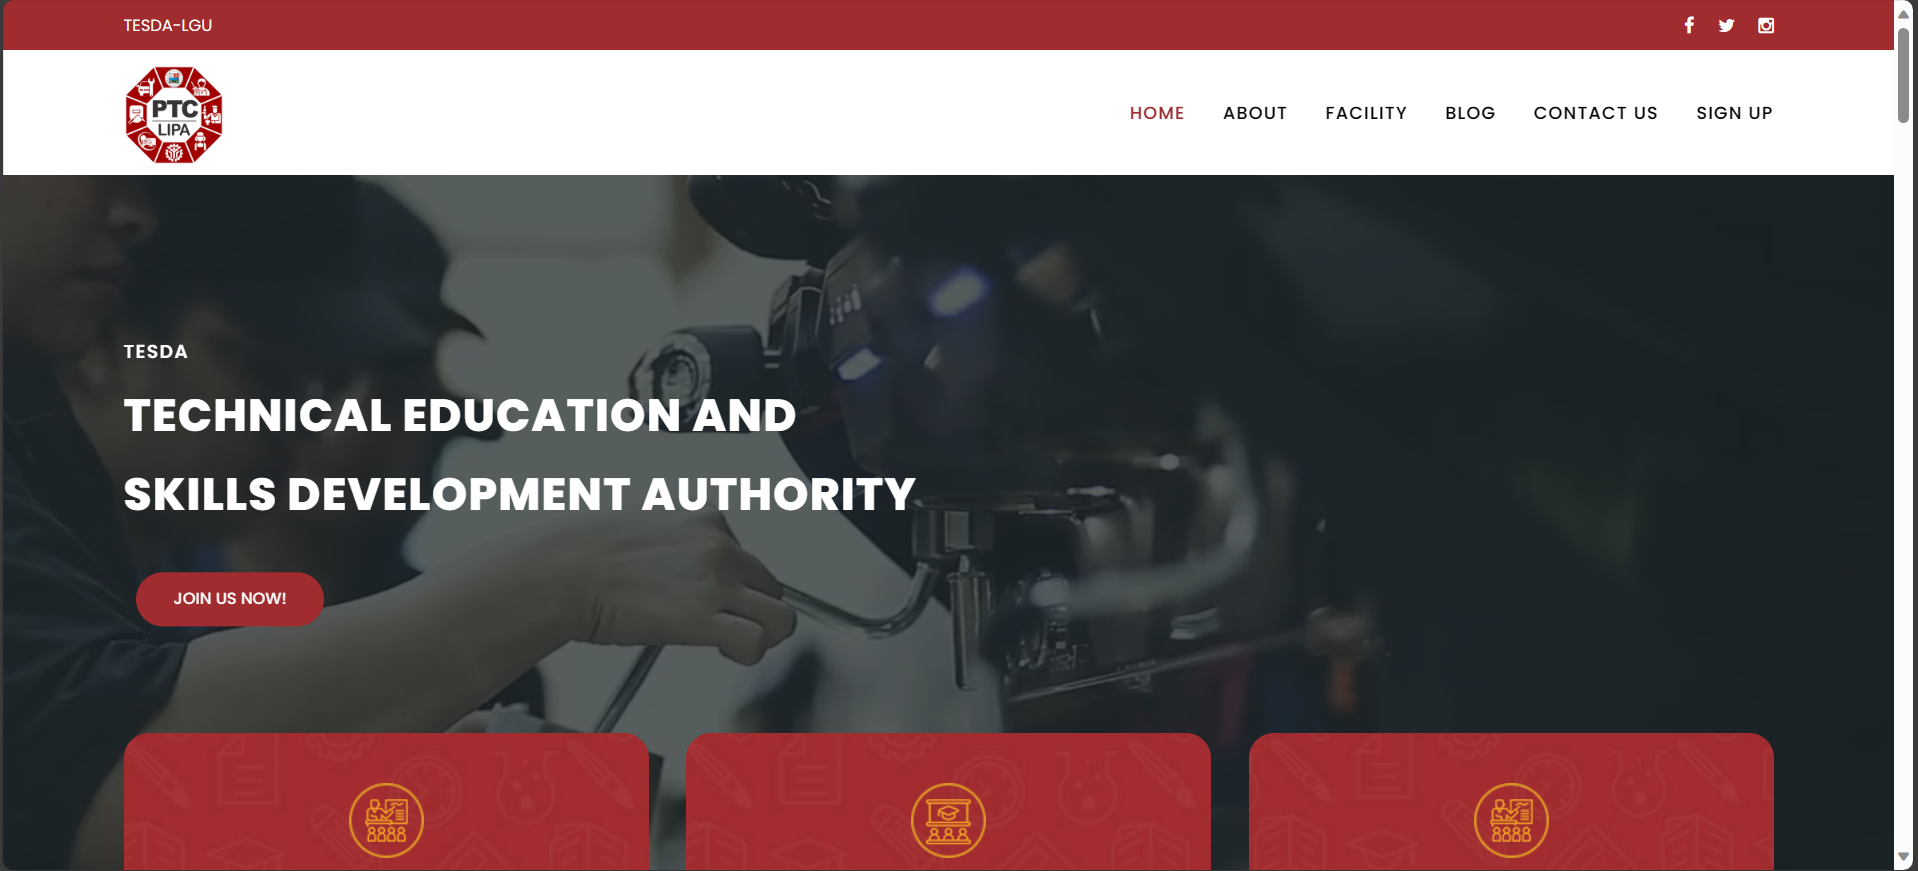 TESDA-LGU
PTC
LIPA
HOME ABOUT FACILITY BLOG CONTACT US SIGN UP
TESDA
TECHNICAL EDUCATION AND
SKILLS DEVELOPMENT AUTHORITY
JOIN US NOW!